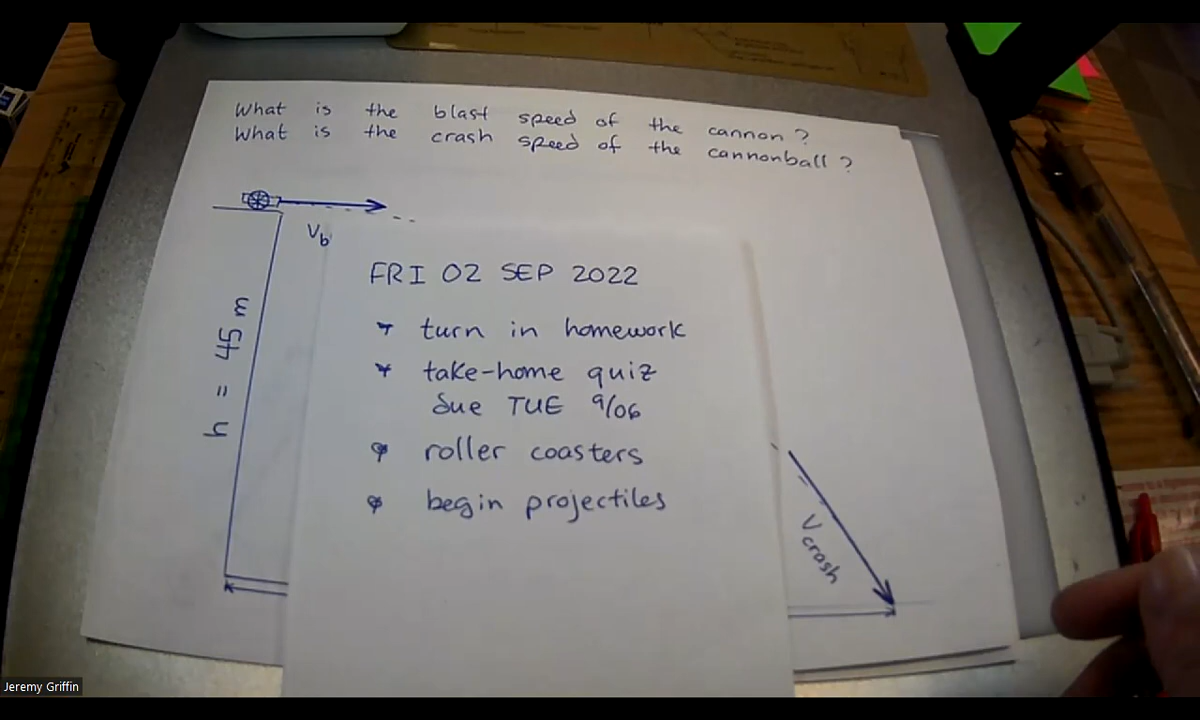 What is the blast speed of the cannon?
What is the crash speed of the cannonball?
Vb
h = 45 m
FRI 02 SEP 2022
turn in homework
take-home quiz
due TUE 9/06
roller coasters
begin projectiles
Vcrash
Jeremy Griffin